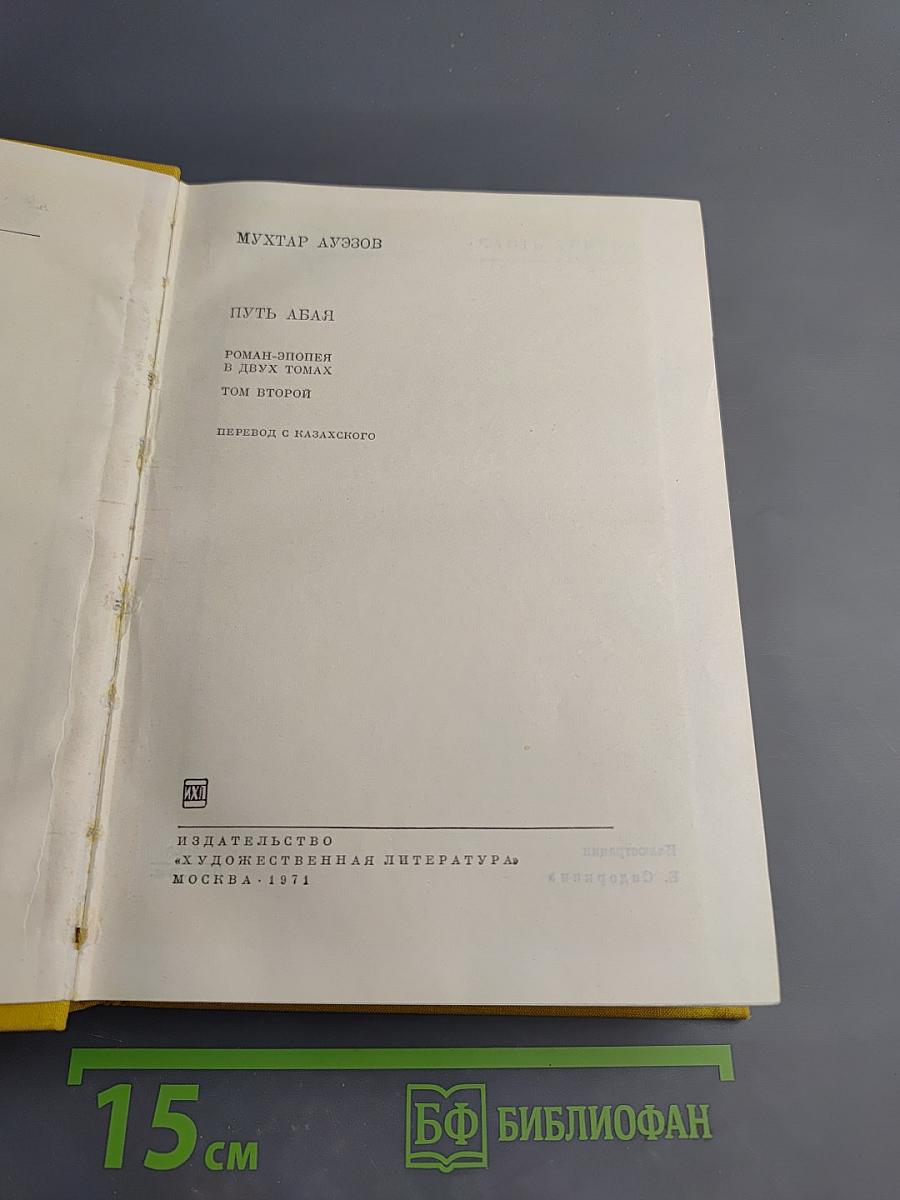 МУХТАР АУЭЗОВ
ПУТЬ АБАЯ
РОМАН-ЭПОПЕЯ
В ДВУХ ТОМАХ
ТОМ ВТОРОЙ
ПЕРЕВОД С КАЗАХСКОГО
ИХЛ
ИЗДАТЕЛЬСТВО
«ХУДОЖЕСТВЕННАЯ ЛИТЕРАТУРА»
МОСКВА · 1971
15 см
БФ БИБЛИОФАН